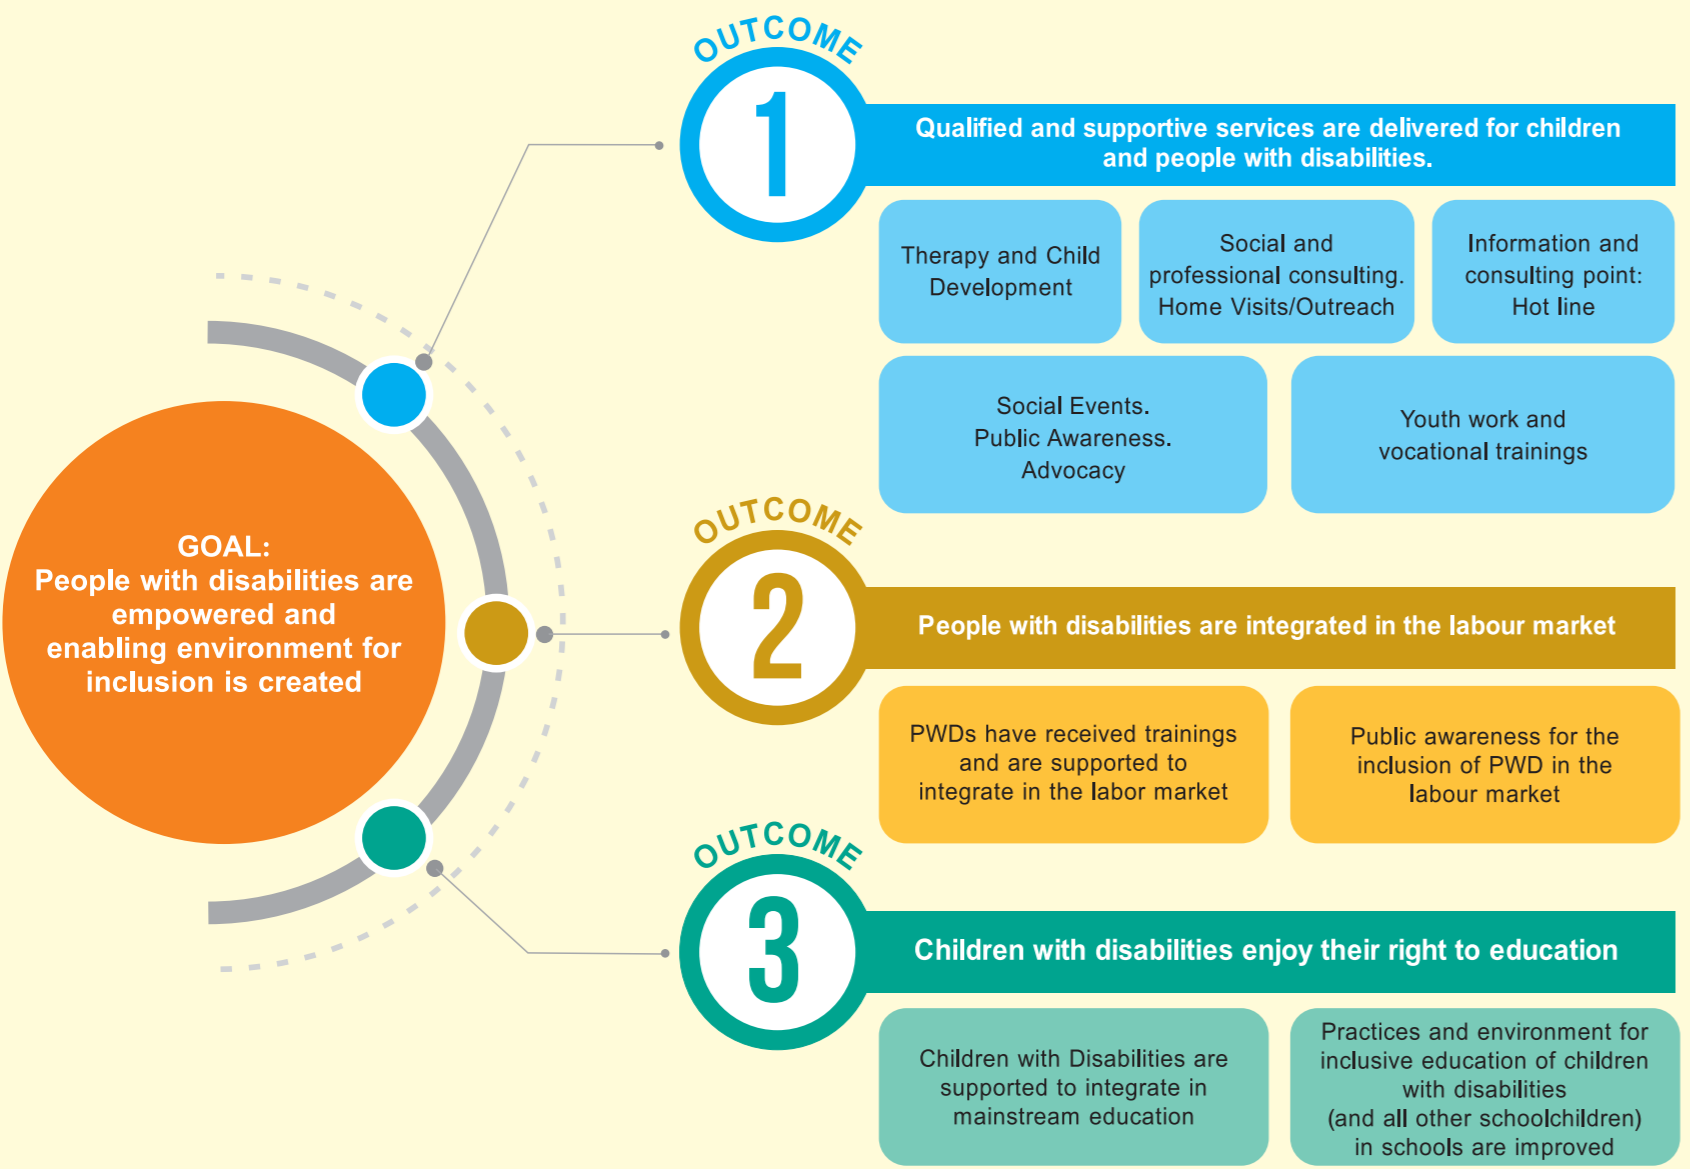 GOAL:
People with disabilities are
empowered and
enabling environment for
inclusion is created
OUTCOME
1
Qualified and supportive services are delivered for children
and people with disabilities.
Therapy and Child
Development
Social and
professional consulting.
Home Visits/Outreach
Information and
consulting point:
Hot line
Social Events.
Public Awareness.
Advocacy
Youth work and
vocational trainings
OUTCOME
2
People with disabilities are integrated in the labour market
PWDs have received trainings
and are supported to
integrate in the labor market
Public awareness for the
inclusion of PWD in the
labour market
OUTCOME
3
Children with disabilities enjoy their right to education
Children with Disabilities are
supported to integrate in
mainstream education
Practices and environment for
inclusive education of children
with disabilities
(and all other schoolchildren)
in schools are improved